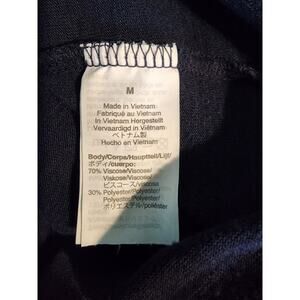 M
Made in Vietnam
Fabriqué au Vietnam
In Vietnam Hergestellt
Vervaardigd in Viëtnam
ベトナム製
Hecho en Vietnam
Body/Corps/Hauptteil/Lijf/
ボディ/cuerpo:
70% Viscose/Viscose/
Viskose/Viscose/
ビスコース/Viscosa
30% Polyester/Polyester/
Polyester/Polyester/
ポリエステル/poliéster